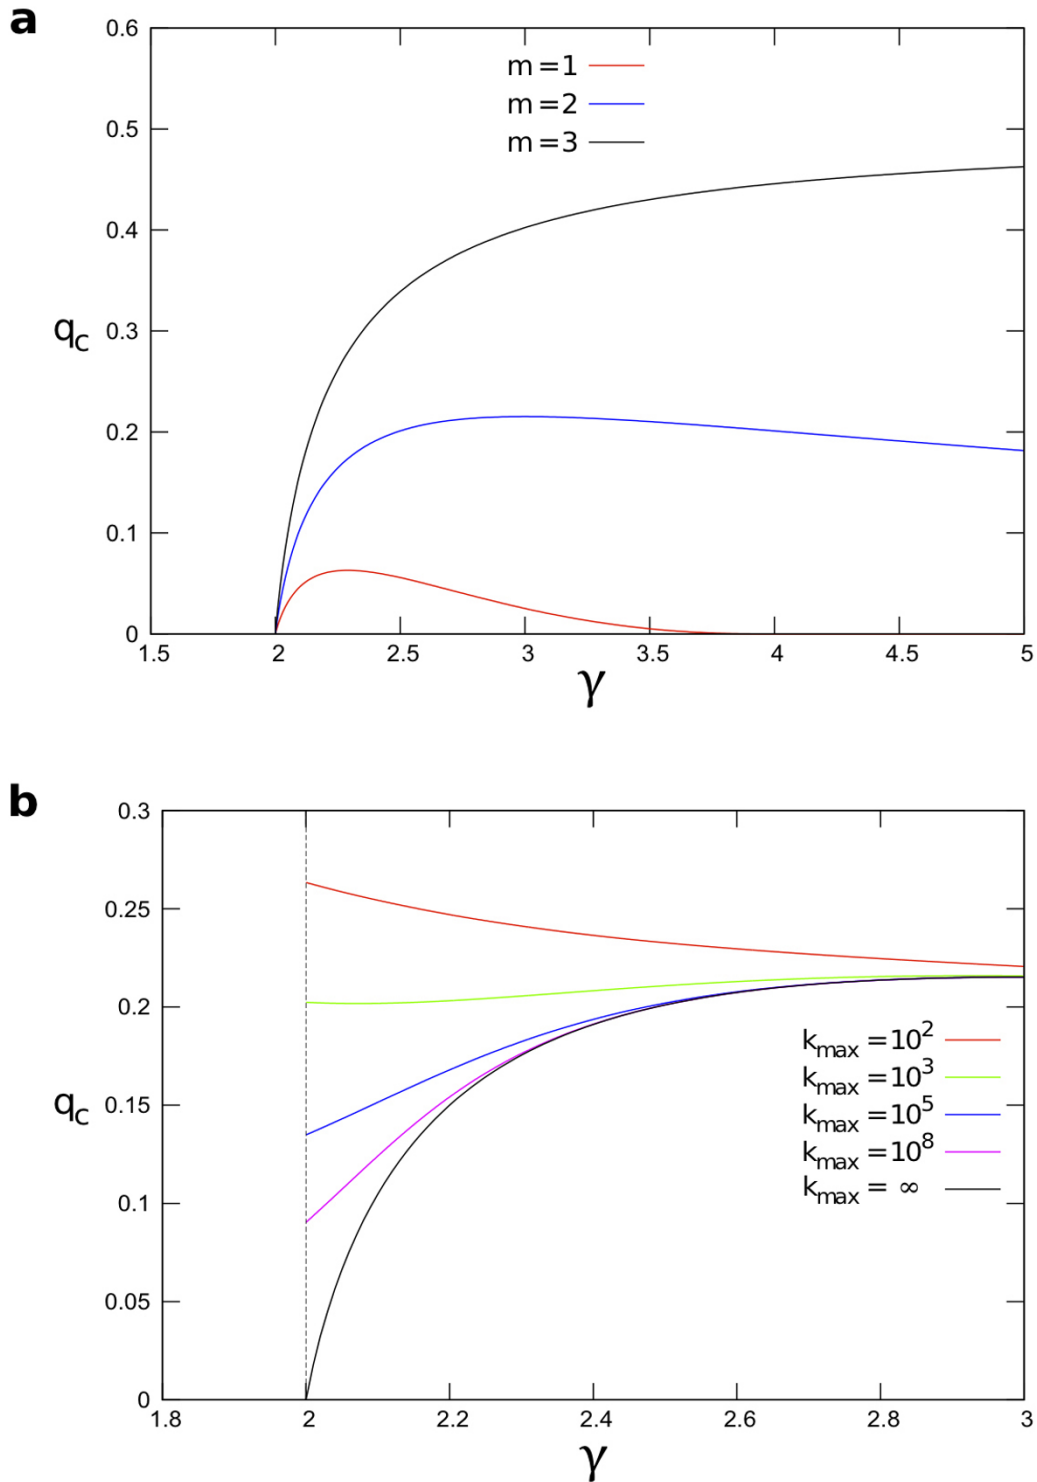 a
0.6
m = 1
m = 2
m = 3
0.5
0.4
0.3
q_c
0.2
0.1
0
1.5 2 2.5 3 3.5 4 4.5 5
γ
b
0.3
0.25
0.2
k_max = 10^2
k_max = 10^3
k_max = 10^5
k_max = 10^8
k_max = ∞
0.15
q_c
0.1
0.05
0
1.8 2 2.2 2.4 2.6 2.8 3
γ